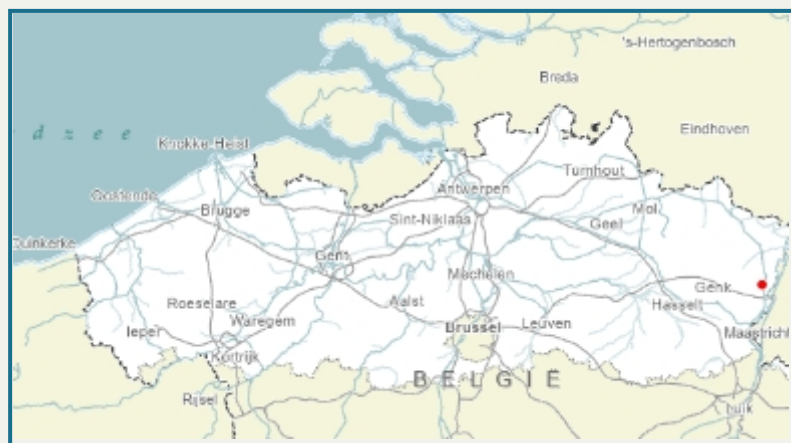 's-Hertogenbosch
Breda
Eindhoven
d z e e
Knokke-Heist
Turnhout
Antwerpen
Oostende
Mol
Brugge
Sint-Niklaas
Geel
Duinkerke
Gent
Mechelen
Genk
Roeselare
Aalst
Hasselt
Waregem
Brussel
Leuven
Ieper
Maastricht
Kortrijk
BELGIË
Rijsel
Luik